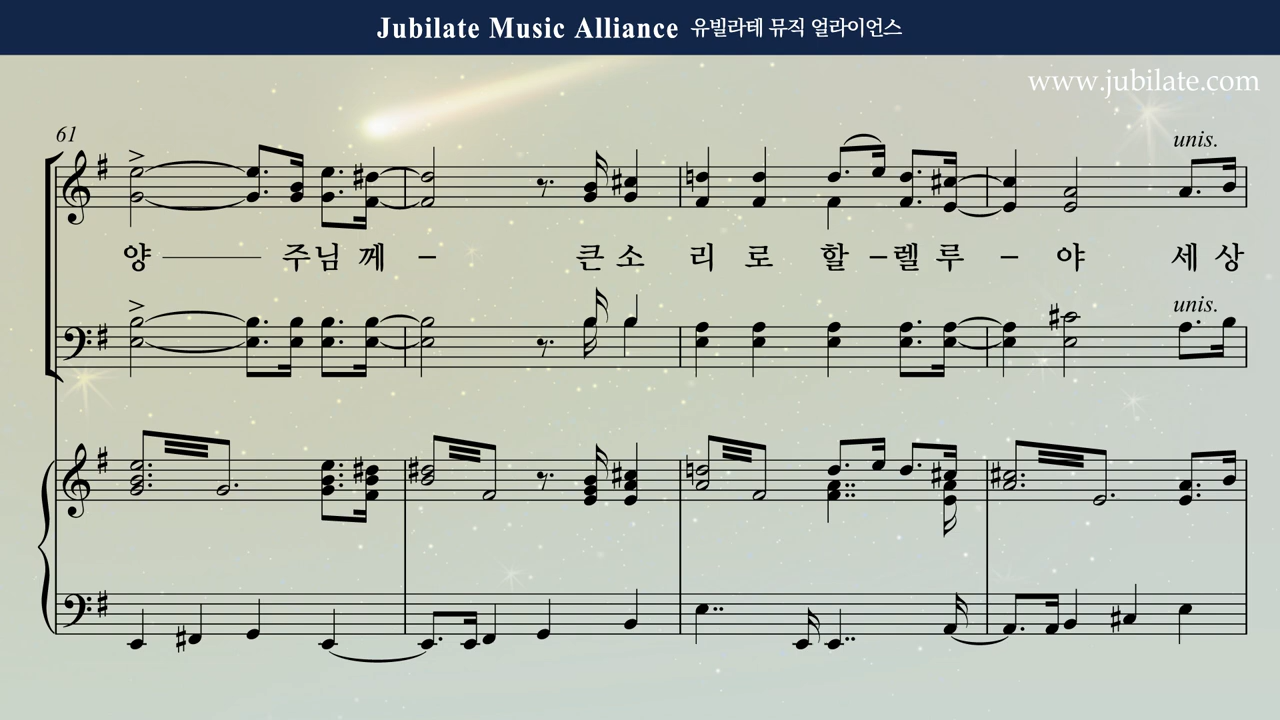 Jubilate Music Alliance 유빌라테 뮤직 얼라이언스
www.jubilate.com
61
unis.
양 주님 께 – 큰 소 리 로 할 – 렐 루 – 야 세 상
unis.